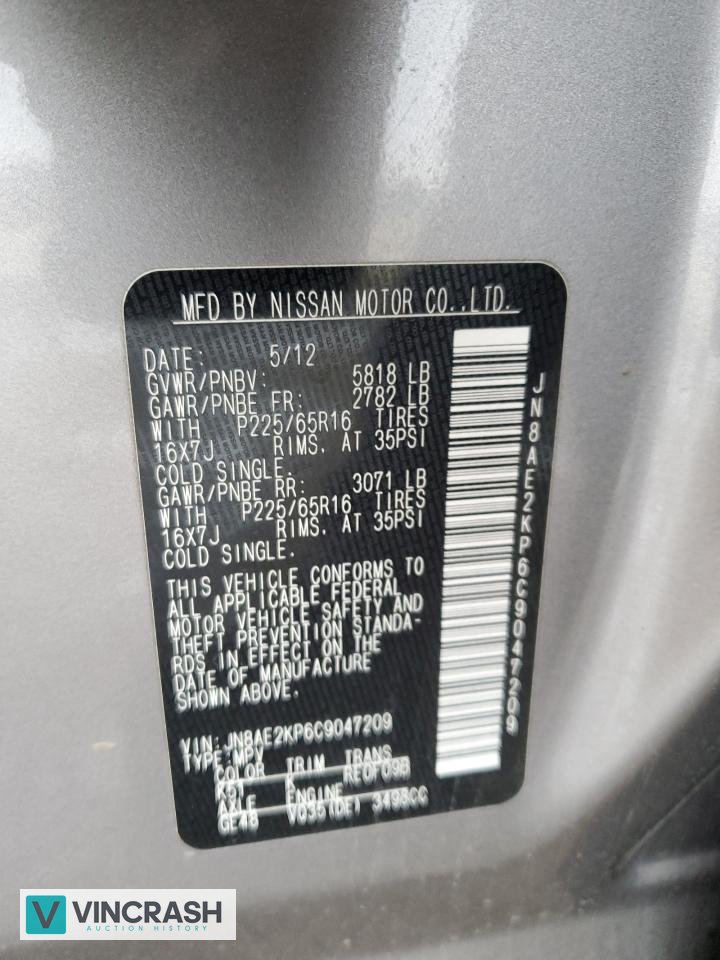 MFD BY NISSAN MOTOR CO.,LTD.
DATE: 5/12
GVWR/PNBV: 5818 LB
GAWR/PNBE FR: 2782 LB
WITH P225/65R16 TIRES
16X7J RIMS, AT 35PSI
COLD SINGLE.
GAWR/PNBE RR: 3071 LB
WITH P225/65R16 TIRES
16X7J RIMS, AT 35PSI
COLD SINGLE.
THIS VEHICLE CONFORMS TO
ALL APPLICABLE FEDERAL
MOTOR VEHICLE SAFETY AND
THEFT PREVENTION STANDA-
RDS IN EFFECT ON THE
DATE OF MANUFACTURE
SHOWN ABOVE.
VIN: JN8AE2KP6C9047209
TYPE: MPV
COLOR TRIM TRANS
K51 K RE0F09B
AXLE ENGINE
GE48 VQ35(DE) 3498CC
JN8AE2KP6C9047209
V VINCRASH
AUCTION HISTORY